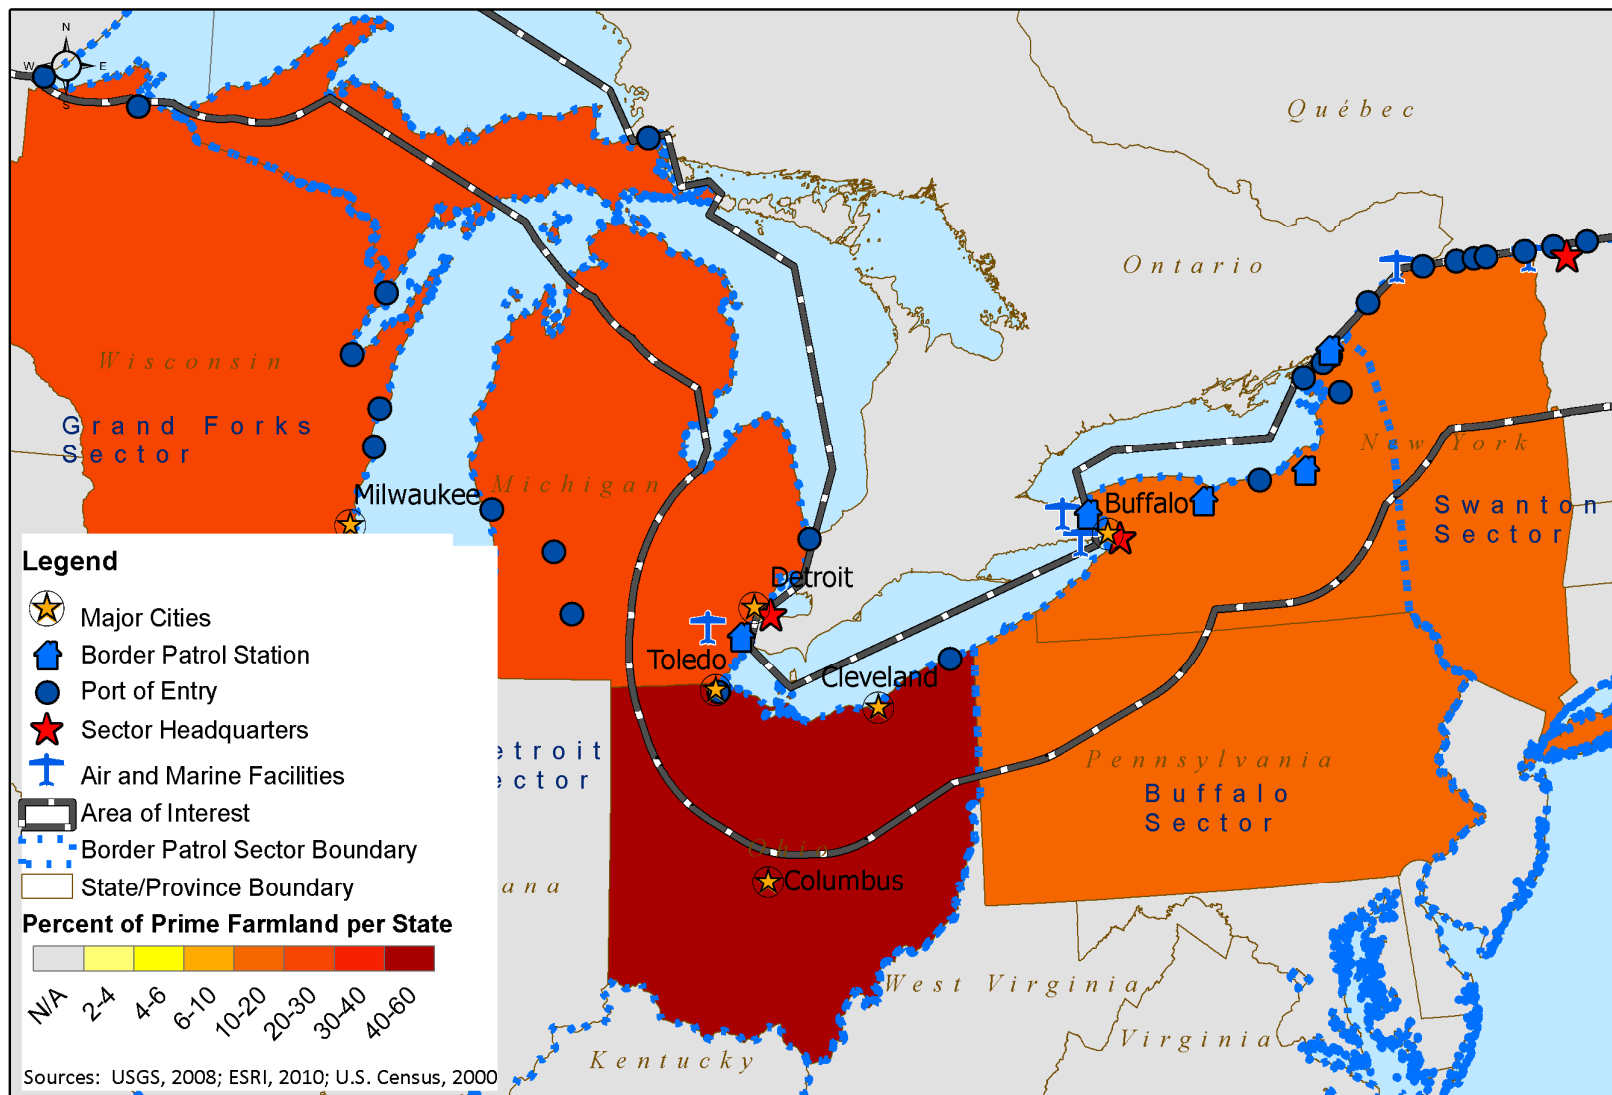 N
W
E
S
Québec
Ontario
Wisconsin
Grand Forks
Sector
Milwaukee
Michigan
New York
Buffalo
Swanton
Sector
Detroit
Toledo
Cleveland
etroit
ector
Pennsylvania
Buffalo
Sector
Ohio
Columbus
ana
West Virginia
Virginia
Kentucky
Legend
Major Cities
Border Patrol Station
Port of Entry
Sector Headquarters
Air and Marine Facilities
Area of Interest
Border Patrol Sector Boundary
State/Province Boundary
Percent of Prime Farmland per State
N/A
2-4
4-6
6-10
10-20
20-30
30-40
40-60
Sources: USGS, 2008; ESRI, 2010; U.S. Census, 2000